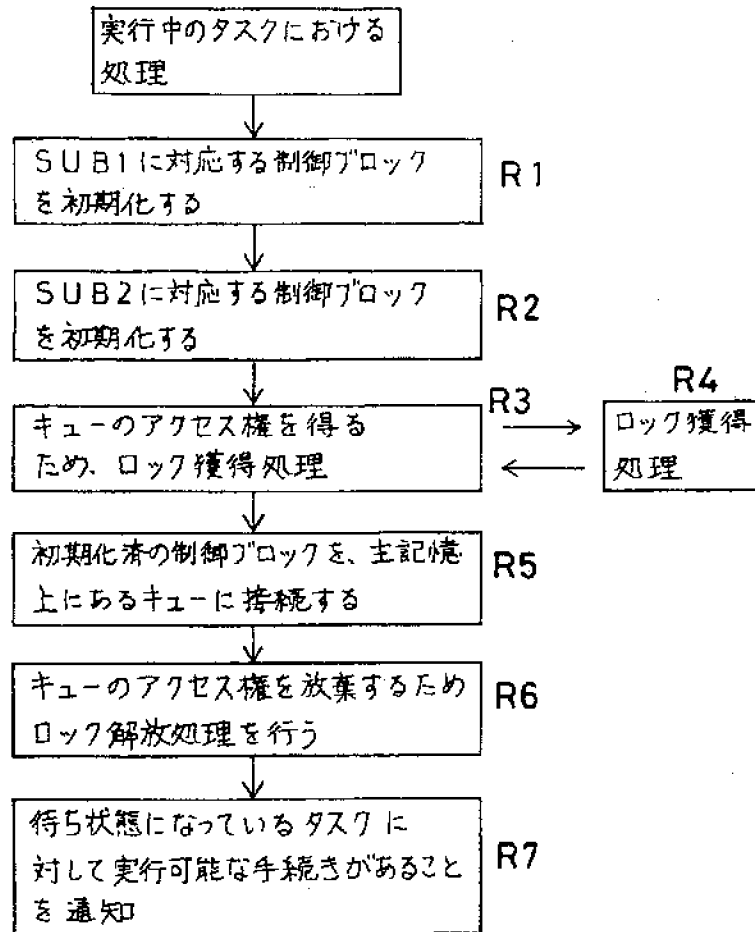 実行中のタスクにおける
処理
SUB1に対応する制御ブロック
を初期化する
R1
SUB2に対応する制御ブロック
を初期化する
R2
キューのアクセス権を得る
ため、ロック獲得処理
R3
R4
ロック獲得
処理
初期化済の制御ブロックを、主記憶
上にあるキューに接続する
R5
キューのアクセス権を放棄するため
ロック解放処理を行う
R6
待ち状態になっているタスクに
対して実行可能な手続きがあること
を通知
R7